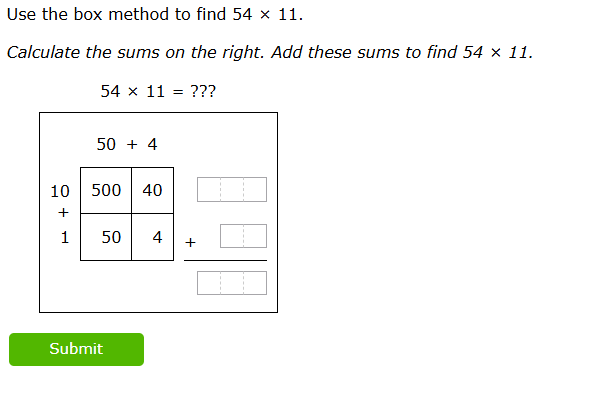 Use the box method to find 54 × 11.
Calculate the sums on the right. Add these sums to find 54 × 11.
54 × 11 = ???
50 + 4
10 500 40
+
1 50 4 +
Submit